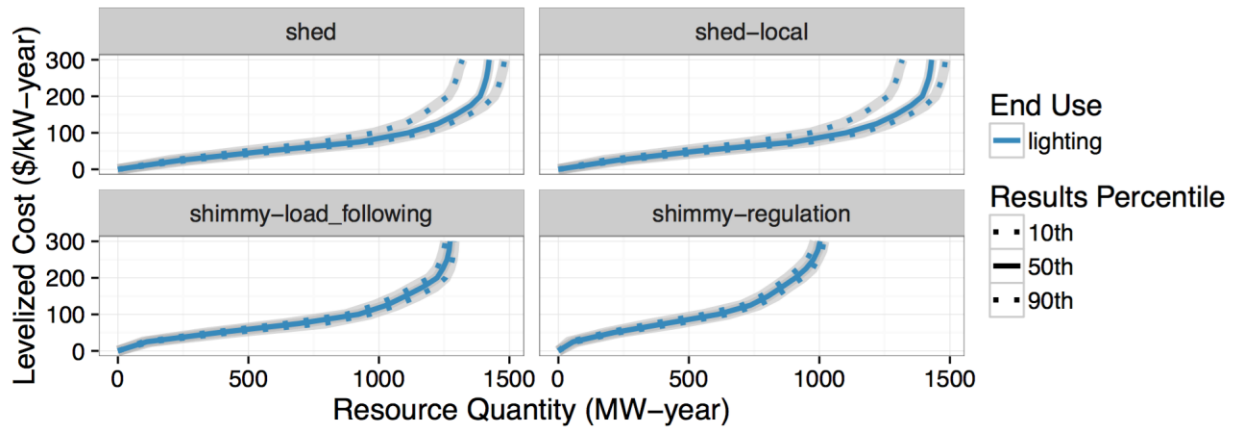 shed
shed-local
300
200
100
0
shimmy-load_following
shimmy-regulation
300
200
100
0
0
500
1000
1500
0
500
1000
1500
Levelized Cost ($/kW-year)
Resource Quantity (MW-year)
End Use
lighting
Results Percentile
10th
50th
90th